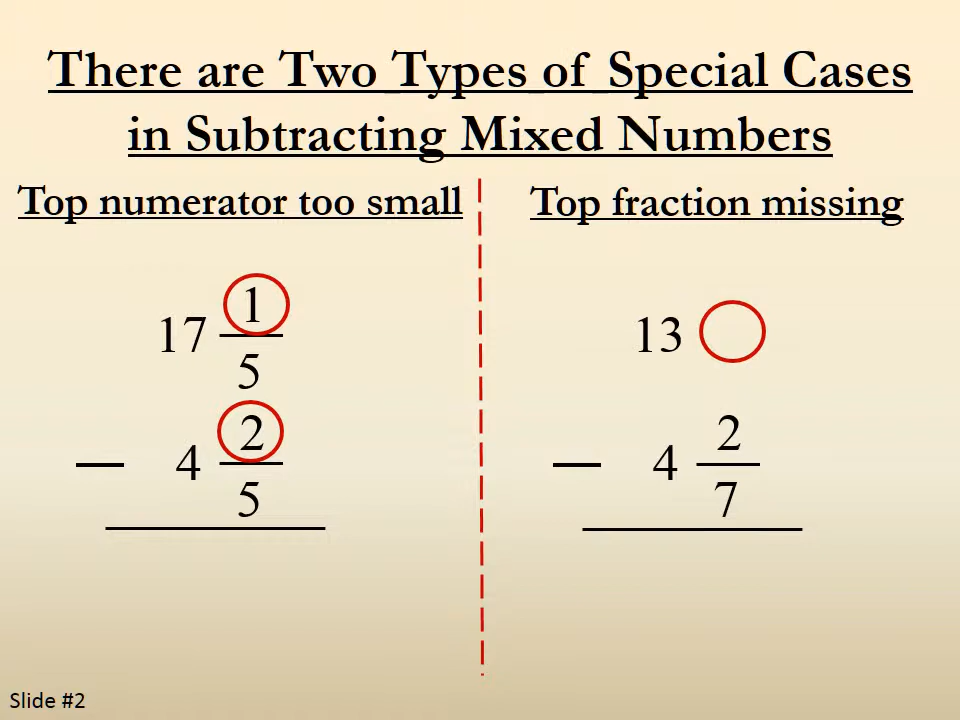 There are Two Types of Special Cases
in Subtracting Mixed Numbers
Top numerator too small
17 1/5
— 4 2/5
Top fraction missing
13
— 4 2/7
Slide #2